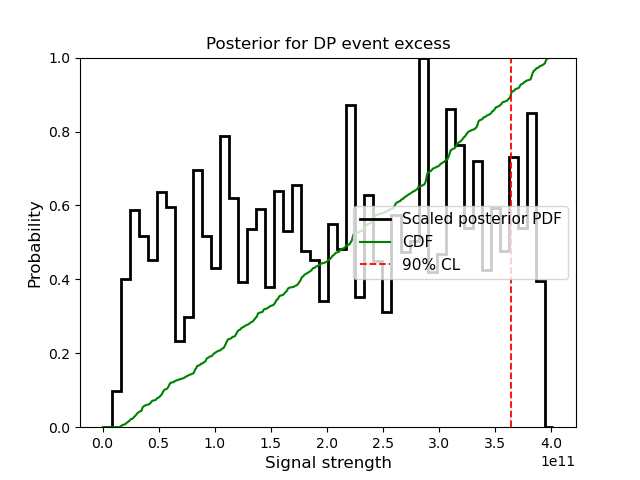 Posterior for DP event excess
1.0
0.8
0.6
0.4
0.2
0.0
Probability
Scaled posterior PDF
CDF
90% CL
0.0 0.5 1.0 1.5 2.0 2.5 3.0 3.5 4.0
1e11
Signal strength